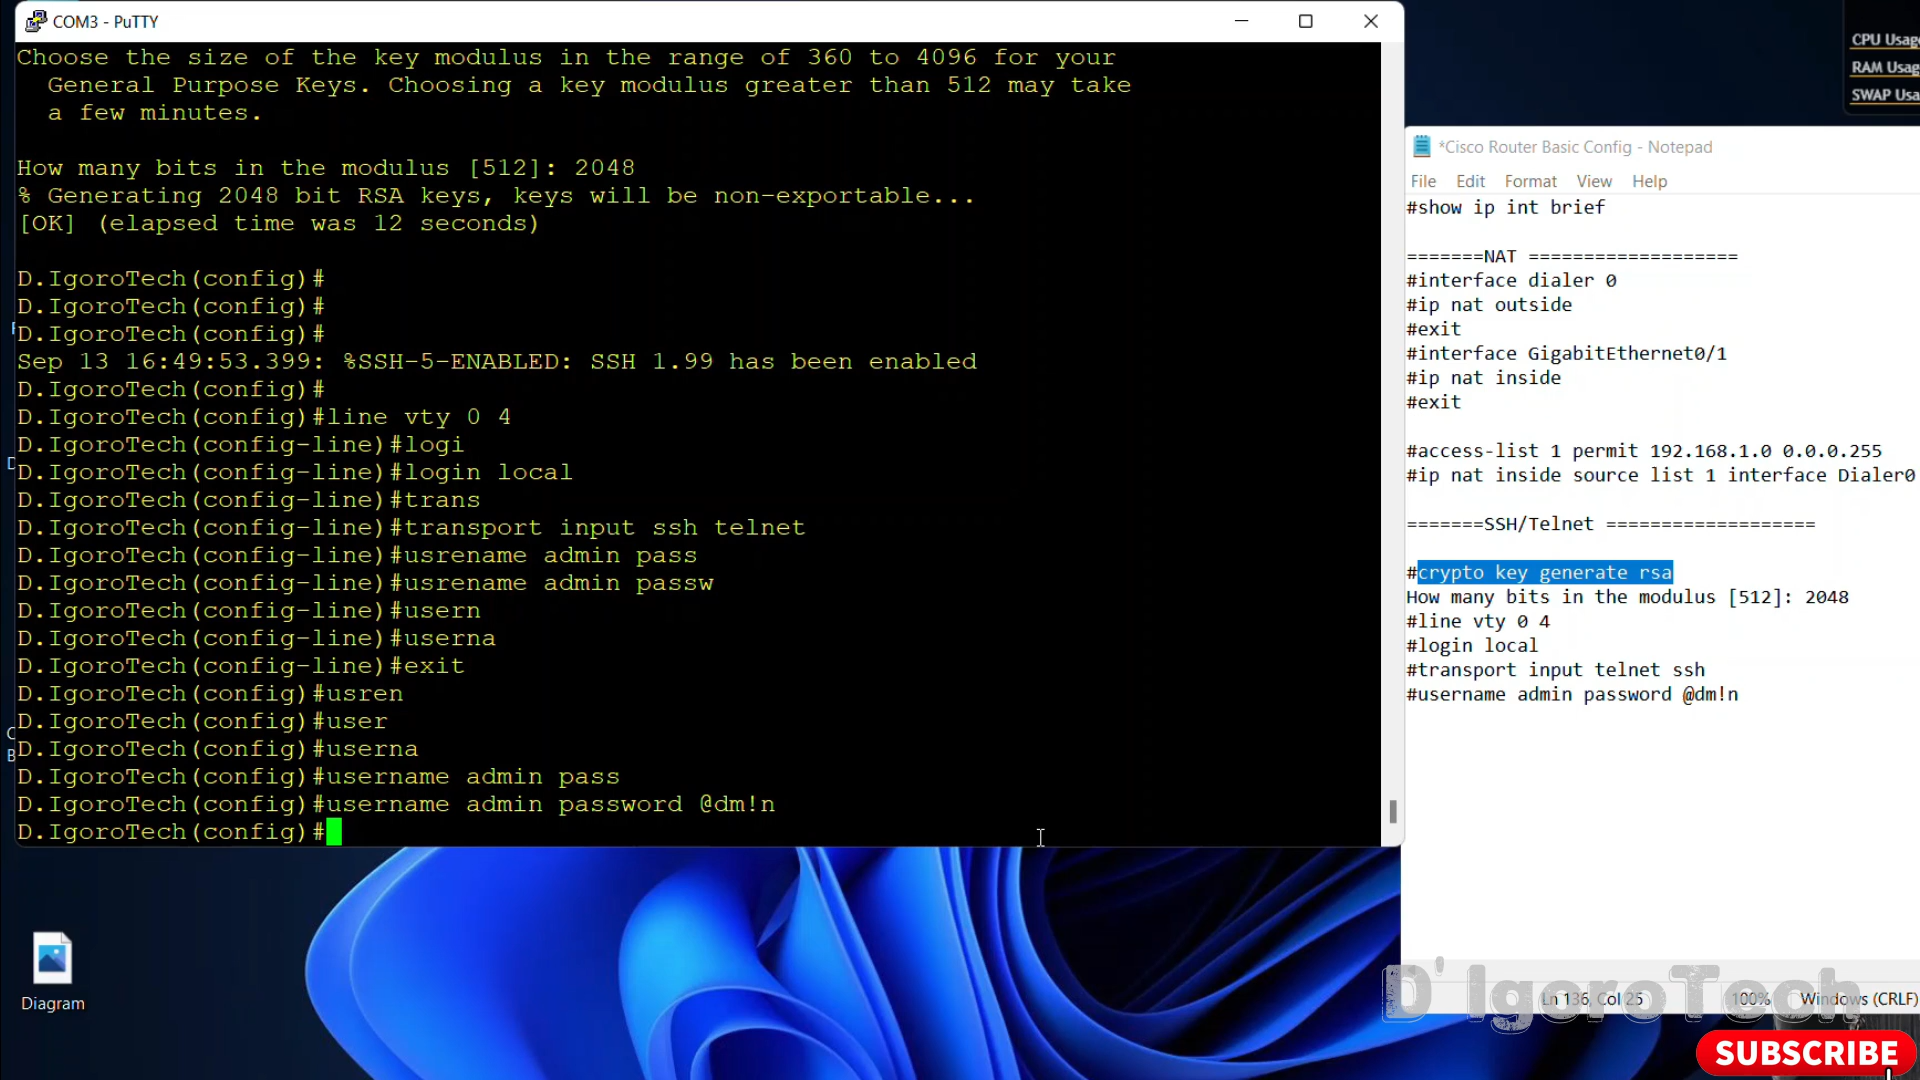 COM3 - PuTTY
Choose the size of the key modulus in the range of 360 to 4096 for your
General Purpose Keys. Choosing a key modulus greater than 512 may take
a few minutes.
How many bits in the modulus [512]: 2048
% Generating 2048 bit RSA keys, keys will be non-exportable...
[OK] (elapsed time was 12 seconds)
D.IgoroTech(config)#
D.IgoroTech(config)#
D.IgoroTech(config)#
Sep 13 16:49:53.399: %SSH-5-ENABLED: SSH 1.99 has been enabled
D.IgoroTech(config)#
D.IgoroTech(config)#line vty 0 4
D.IgoroTech(config-line)#logi
D.IgoroTech(config-line)#login local
D.IgoroTech(config-line)#trans
D.IgoroTech(config-line)#transport input ssh telnet
D.IgoroTech(config-line)#usrename admin pass
D.IgoroTech(config-line)#usrename admin passw
D.IgoroTech(config-line)#usern
D.IgoroTech(config-line)#userna
D.IgoroTech(config-line)#exit
D.IgoroTech(config)#usren
D.IgoroTech(config)#user
D.IgoroTech(config)#userna
D.IgoroTech(config)#username admin pass
D.IgoroTech(config)#username admin password @dm!n
D.IgoroTech(config)#
CPU Usag
RAM Usag
SWAP Usa
*Cisco Router Basic Config - Notepad
File Edit Format View Help
#show ip int brief
=======NAT ===================
#interface dialer 0
#ip nat outside
#exit
#interface GigabitEthernet0/1
#ip nat inside
#exit
#access-list 1 permit 192.168.1.0 0.0.0.255
#ip nat inside source list 1 interface Dialer0
=======SSH/Telnet ===================
#crypto key generate rsa
How many bits in the modulus [512]: 2048
#line vty 0 4
#login local
#transport input telnet ssh
#username admin password @dm!n
Ln 136, Col 25 100% Windows (CRLF)
D' IgoroTech
SUBSCRIBE
Diagram